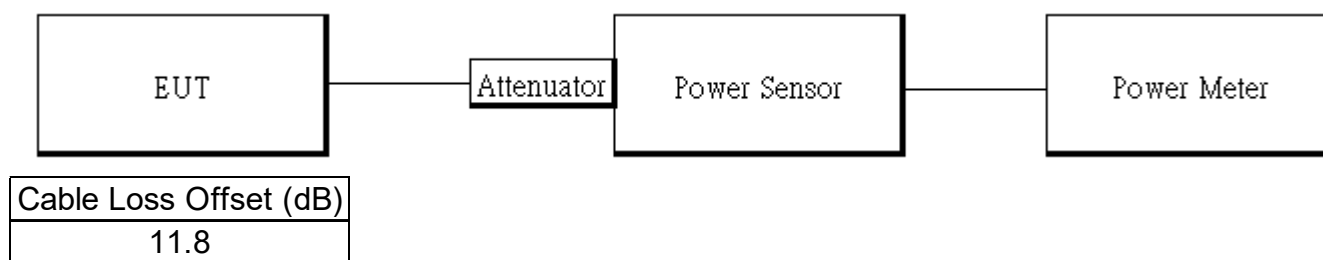 EUT
Attenuator
Power Sensor
Power Meter
Cable Loss Offset (dB)
11.8